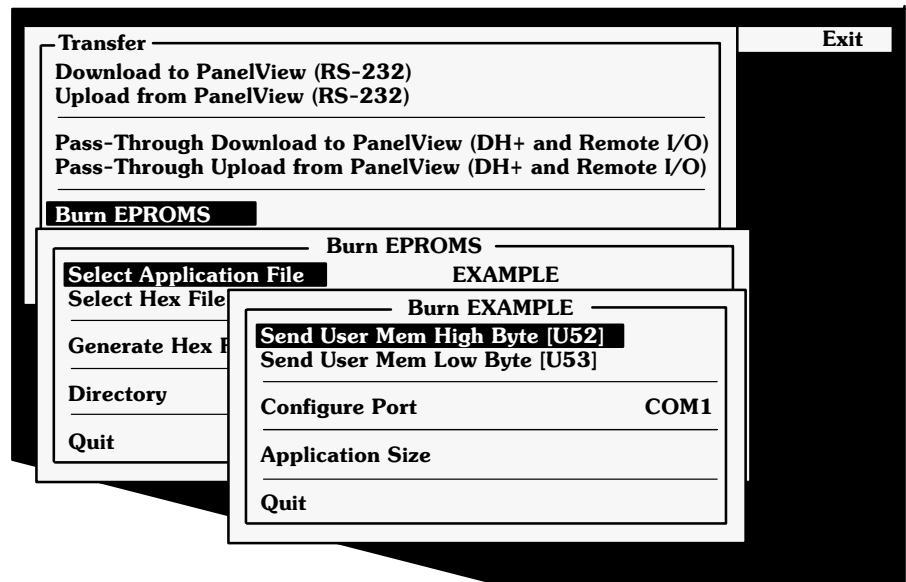 Transfer
Exit
Download to PanelView (RS-232)
Upload from PanelView (RS-232)
Pass-Through Download to PanelView (DH+ and Remote I/O)
Pass-Through Upload from PanelView (DH+ and Remote I/O)
Burn EPROMS
Burn EPROMS
Select Application File EXAMPLE
Select Hex File
Generate Hex
Directory
Quit
Burn EXAMPLE
Send User Mem High Byte [U52]
Send User Mem Low Byte [U53]
Configure Port COM1
Application Size
Quit